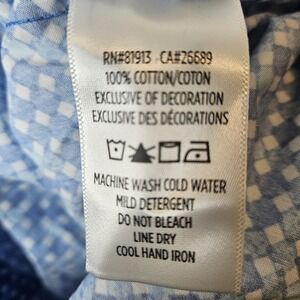 RN#81913 CA#26689
100% COTTON/COTON
EXCLUSIVE OF DECORATION
EXCLUSIVE DES DÉCORATIONS
MACHINE WASH COLD WATER
MILD DETERGENT
DO NOT BLEACH
LINE DRY
COOL HAND IRON